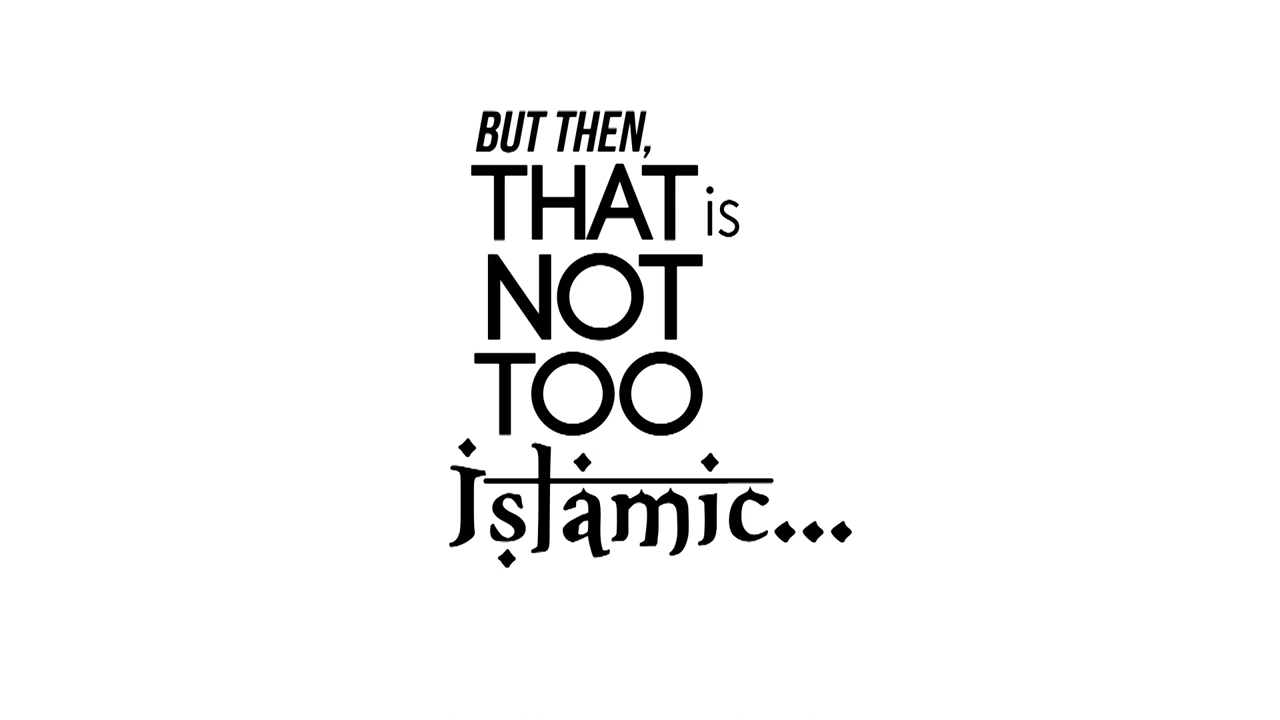 BUT THEN,
THAT is
NOT
TOO
islamic...